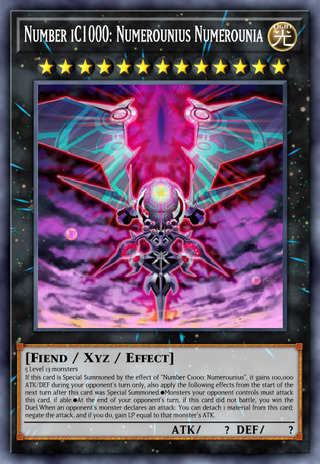 Number iC1000: Numerounius Numerounia
LIGHT
光
[Fiend / Xyz / Effect]
5 Level 13 monsters
If this card is Special Summoned by the effect of "Number C1000: Numerounius", it gains 100,000
ATK/DEF during your opponent's turn only, also apply the following effects from the start of the
next turn after this card was Special Summoned.●Monsters your opponent controls must attack
this card, if able.●At the end of your opponent's turn, if this card did not battle, you win the
Duel.When an opponent's monster declares an attack: You can detach 1 material from this card;
negate the attack, and if you do, gain LP equal to that monster's ATK.
ATK/ ? DEF/ ?